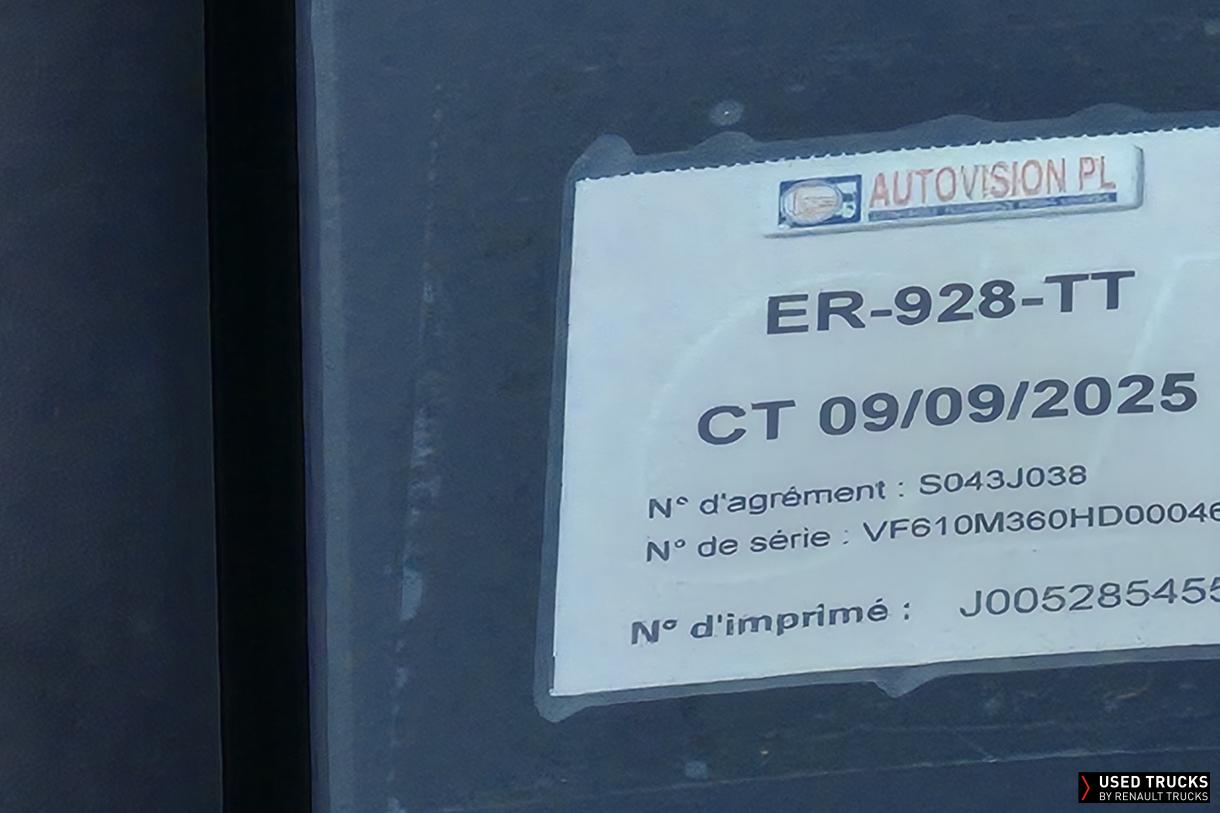 AUTOVISION PL
ER-928-TT
CT 09/09/2025
N° d'agrément : S043J038
N° de série : VF610M360HD00046
N° d'imprimé : J005285455
USED TRUCKS
BY RENAULT TRUCKS